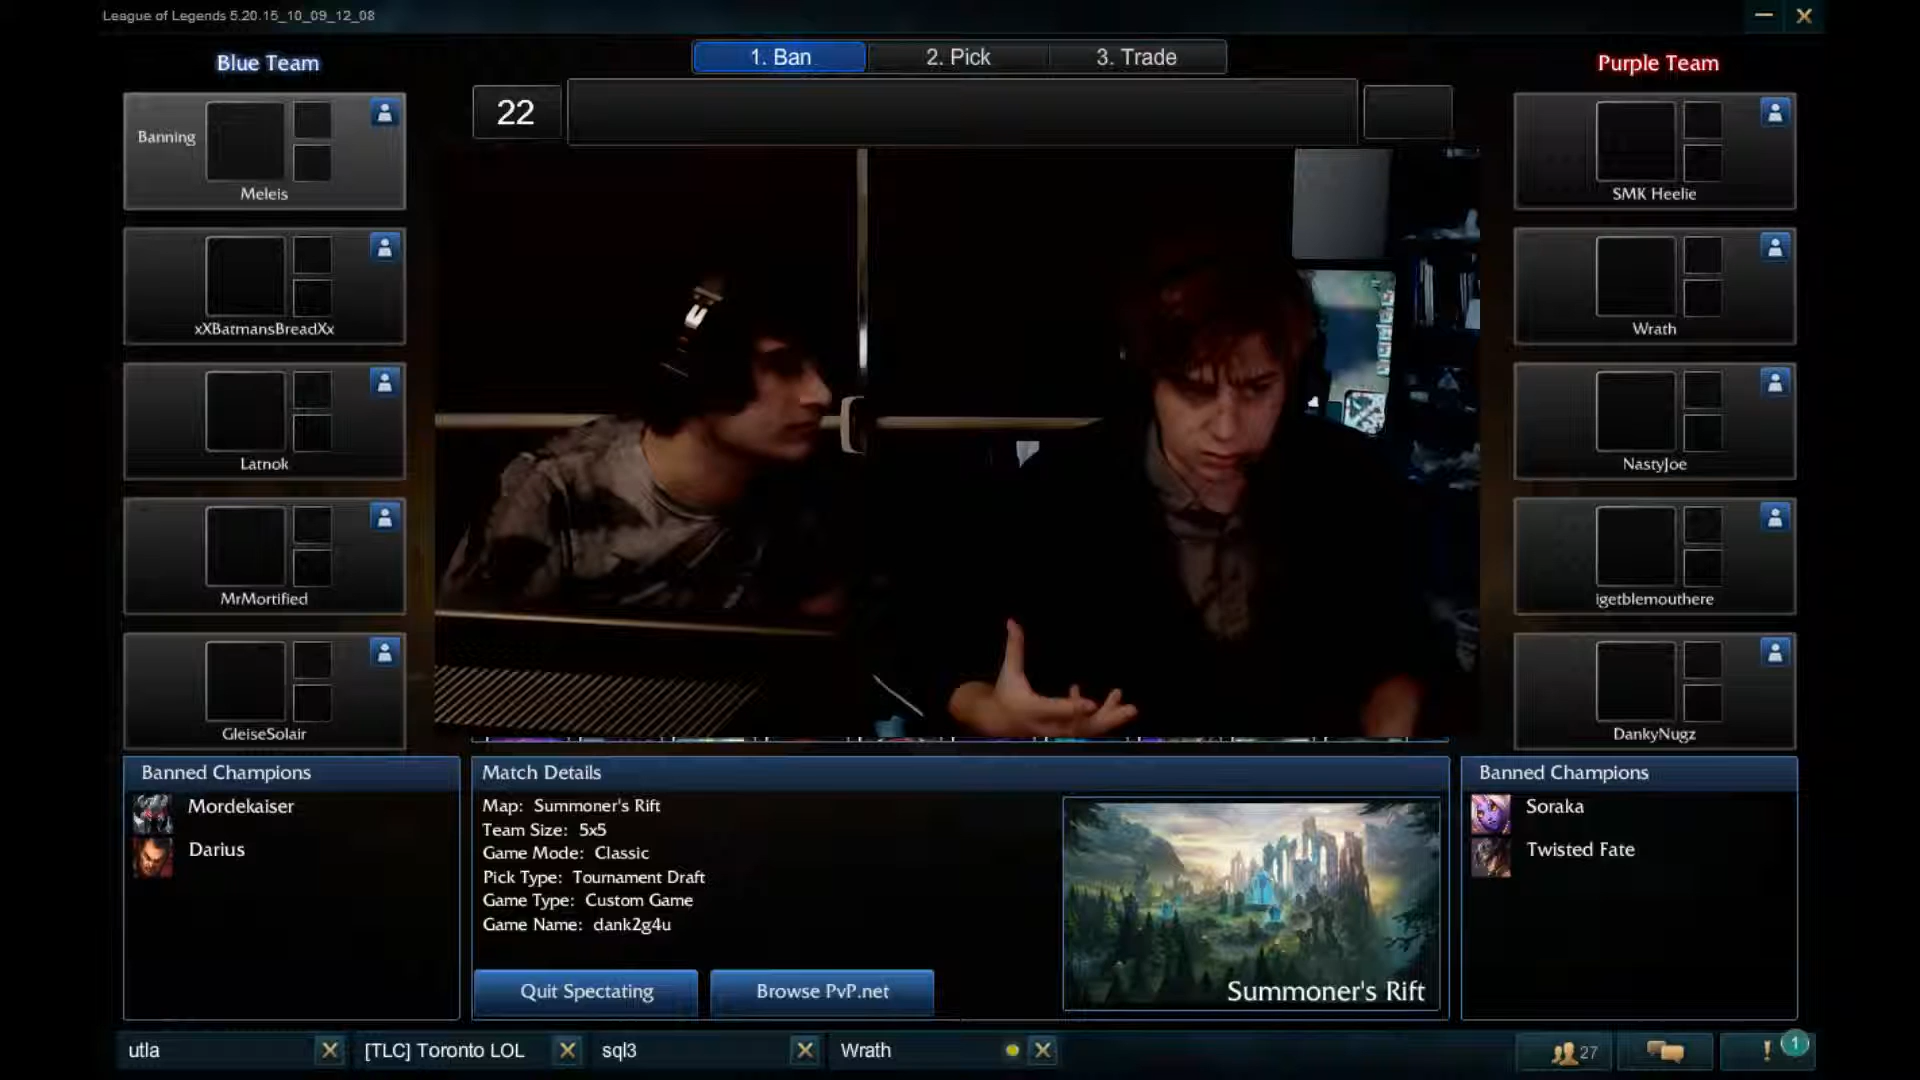 League of Legends 5.20.15_10_09_12_08
Blue Team
1. Ban
2. Pick
3. Trade
Purple Team
22
Banning
Meleis
xXBatmansBreadXx
Latnok
MrMortified
GleiseSolair
SMK Heelie
Wrath
NastyJoe
igetblemouthere
DankyNugz
Banned Champions
Mordekaiser
Darius
Match Details
Map: Summoner's Rift
Team Size: 5x5
Game Mode: Classic
Pick Type: Tournament Draft
Game Type: Custom Game
Game Name: dank2g4u
Quit Spectating
Browse PvP.net
Summoner's Rift
Banned Champions
Soraka
Twisted Fate
utla
[TLC] Toronto LOL
sql3
Wrath
27
1